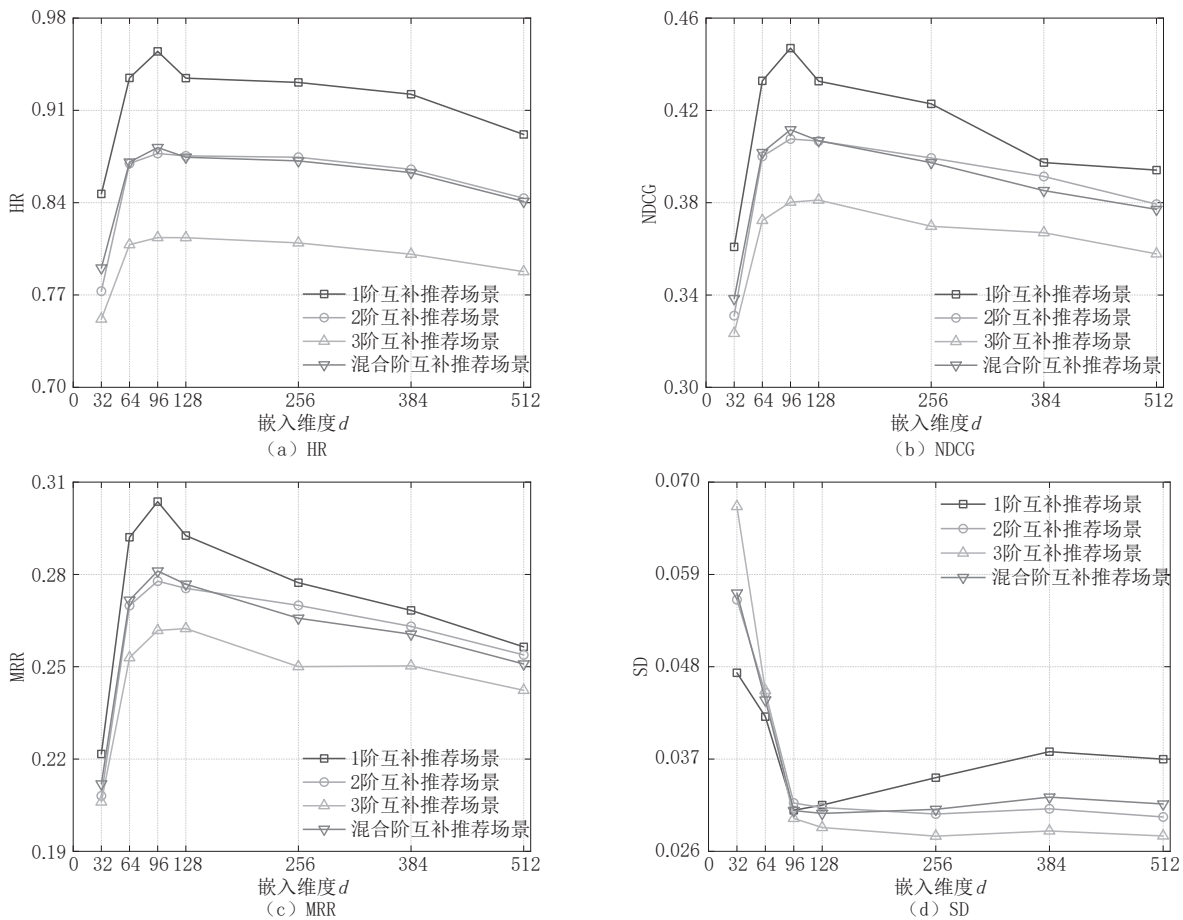 0.98
0.91
0.84
0.77
0.70
HR
1阶互补推荐场景
2阶互补推荐场景
3阶互补推荐场景
混合阶互补推荐场景
0 32 64 96 128 256 384 512
嵌入维度d
(a) HR
0.46
0.42
0.38
0.34
0.30
NDCG
1阶互补推荐场景
2阶互补推荐场景
3阶互补推荐场景
混合阶互补推荐场景
0 32 64 96 128 256 384 512
嵌入维度d
(b) NDCG
0.31
0.28
0.25
0.22
0.19
MRR
1阶互补推荐场景
2阶互补推荐场景
3阶互补推荐场景
混合阶互补推荐场景
0 32 64 96 128 256 384 512
嵌入维度d
(c) MRR
0.070
0.059
0.048
0.037
0.026
SD
1阶互补推荐场景
2阶互补推荐场景
3阶互补推荐场景
混合阶互补推荐场景
0 32 64 96 128 256 384 512
嵌入维度d
(d) SD